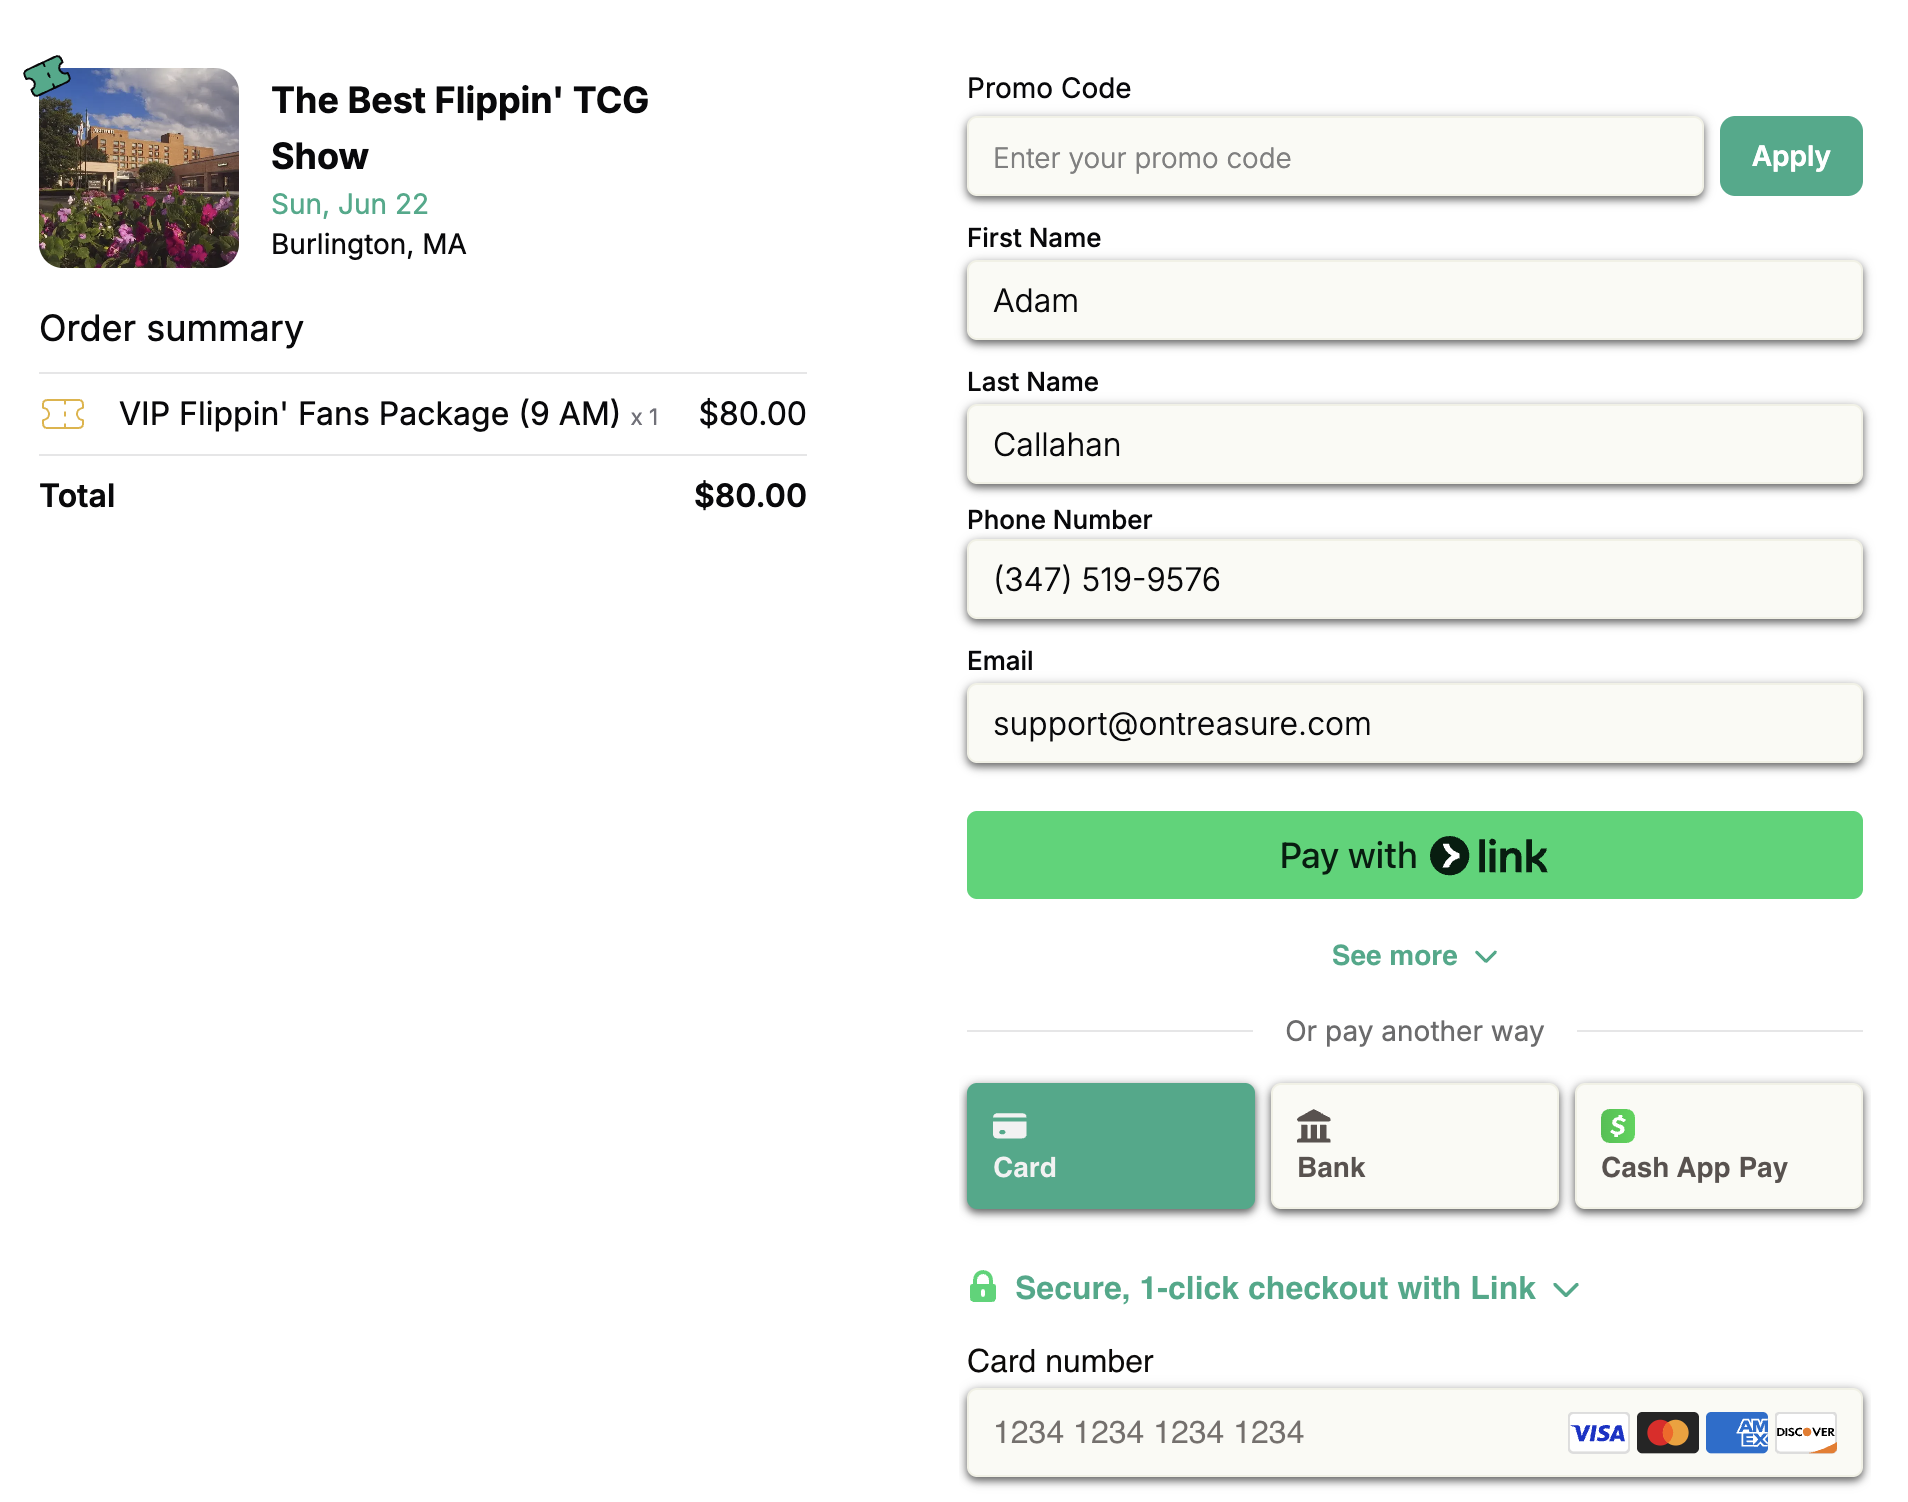 The Best Flippin' TCG
Show
Sun, Jun 22
Burlington, MA
Order summary
VIP Flippin' Fans Package (9 AM) x 1 $80.00
Total $80.00
Promo Code
Enter your promo code
Apply
First Name
Adam
Last Name
Callahan
Phone Number
(347) 519-9576
Email
support@ontreasure.com
Pay with link
See more
Or pay another way
Card
Bank
$
Cash App Pay
Secure, 1-click checkout with Link
Card number
1234 1234 1234 1234
VISA
AM
EX
DISCOVER